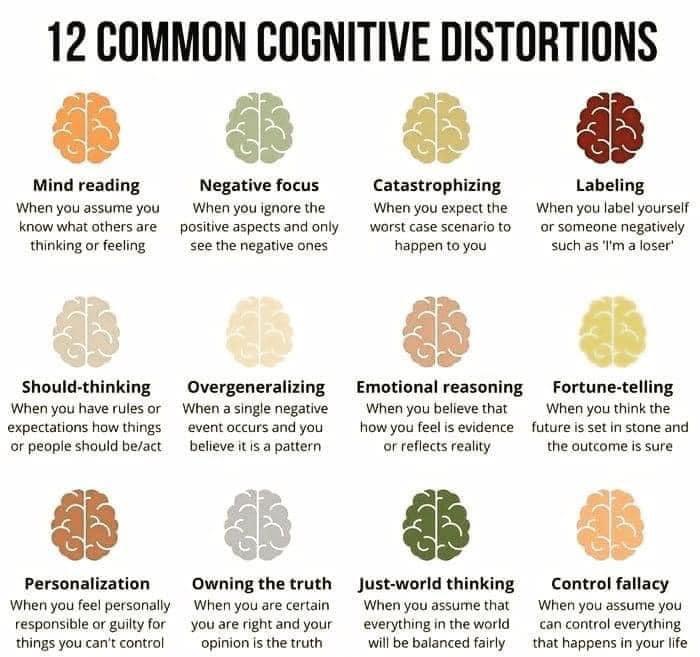 12 COMMON COGNITIVE DISTORTIONS
Mind reading
When you assume you
know what others are
thinking or feeling
Negative focus
When you ignore the
positive aspects and only
see the negative ones
Catastrophizing
When you expect the
worst case scenario to
happen to you
Labeling
When you label yourself
or someone negatively
such as 'I'm a loser'
Should-thinking
When you have rules or
expectations how things
or people should be/act
Overgeneralizing
When a single negative
event occurs and you
believe it is a pattern
Emotional reasoning
When you believe that
how you feel is evidence
or reflects reality
Fortune-telling
When you think the
future is set in stone and
the outcome is sure
Personalization
When you feel personally
responsible or guilty for
things you can't control
Owning the truth
When you are certain
you are right and your
opinion is the truth
Just-world thinking
When you assume that
everything in the world
will be balanced fairly
Control fallacy
When you assume you
can control everything
that happens in your life